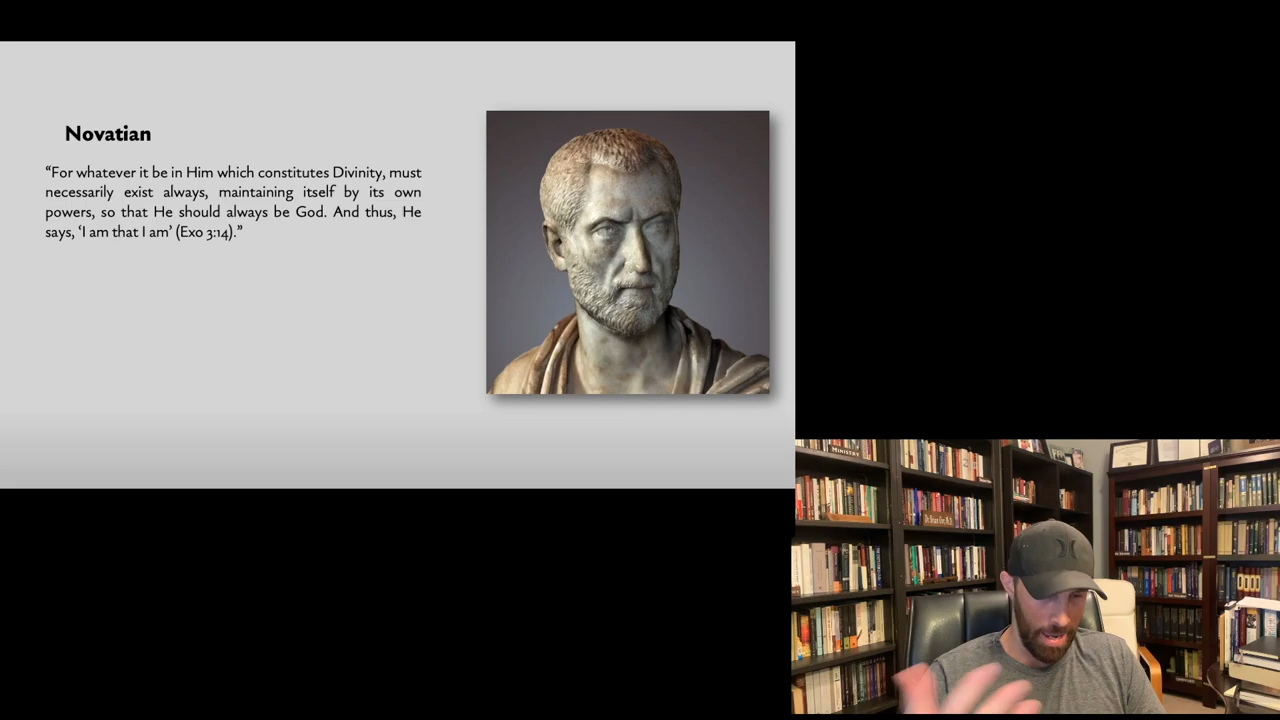 Novatian
“For whatever it be in Him which constitutes Divinity, must
necessarily exist always, maintaining itself by its own
powers, so that He should always be God. And thus, He
says, ‘I am that I am’ (Exo 3:14).”
MINISTRY